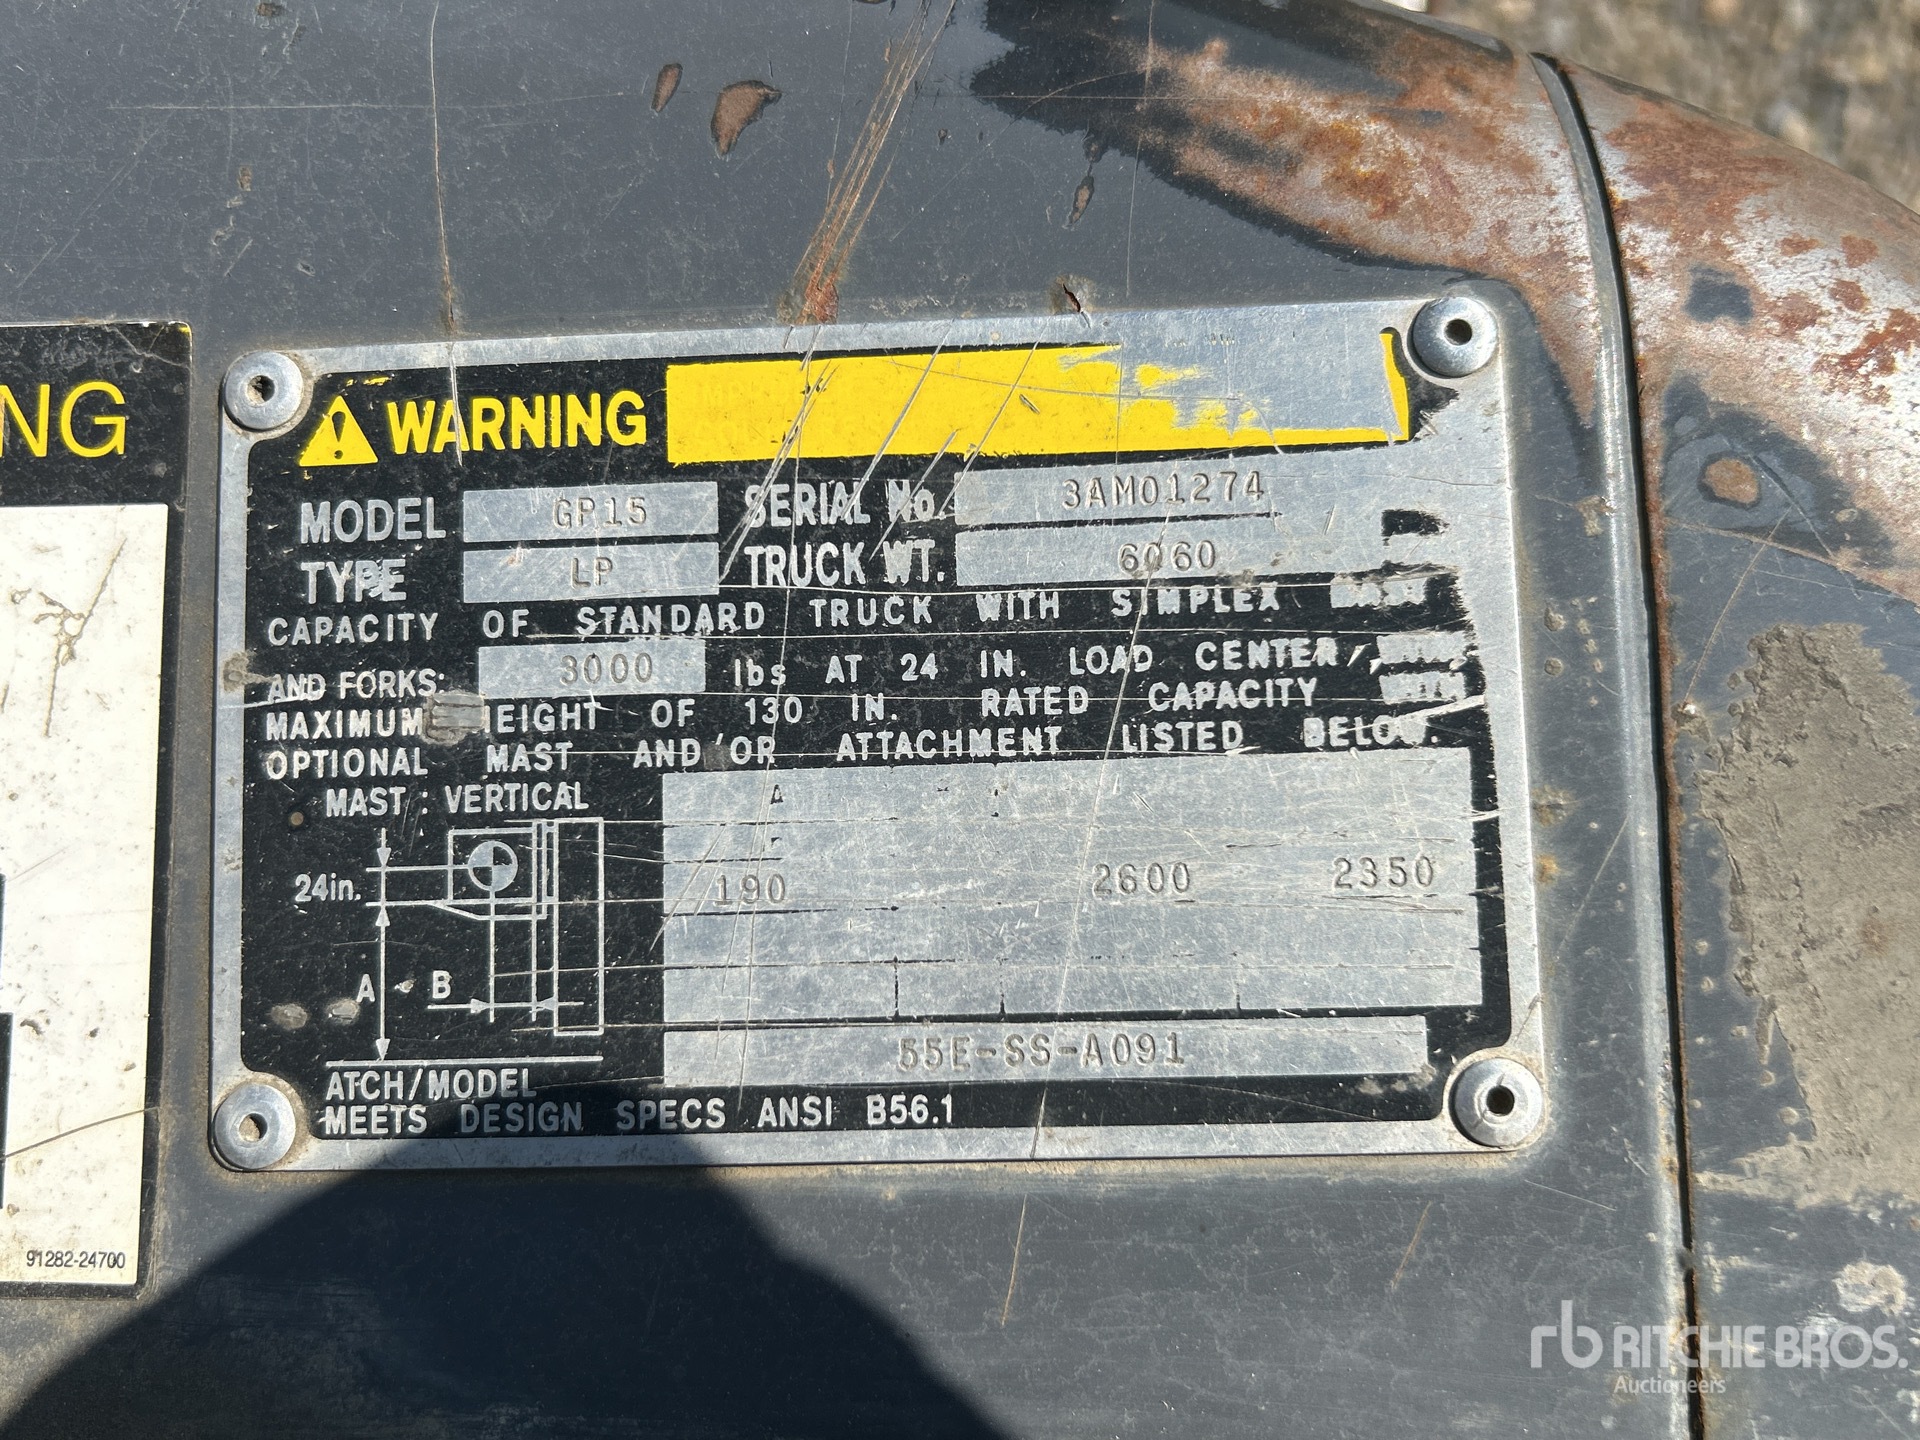 NG
WARNING
MODEL GP15 SERIAL No. 3AM01274
TYPE LP TRUCK WT. 6060
CAPACITY OF STANDARD TRUCK WITH SIMPLEX
AND FORKS: 3000 lbs AT 24 IN. LOAD CENTER,
MAXIMUM HEIGHT OF 130 IN. RATED CAPACITY WITH
OPTIONAL MAST AND/OR ATTACHMENT LISTED BELOW.
MAST : VERTICAL A
24in. 190 2600 2350
A B
55E-SS-A091
ATCH/MODEL
MEETS DESIGN SPECS ANSI B56.1
91282-24700
rb RITCHIE BROS.
Auctioneers